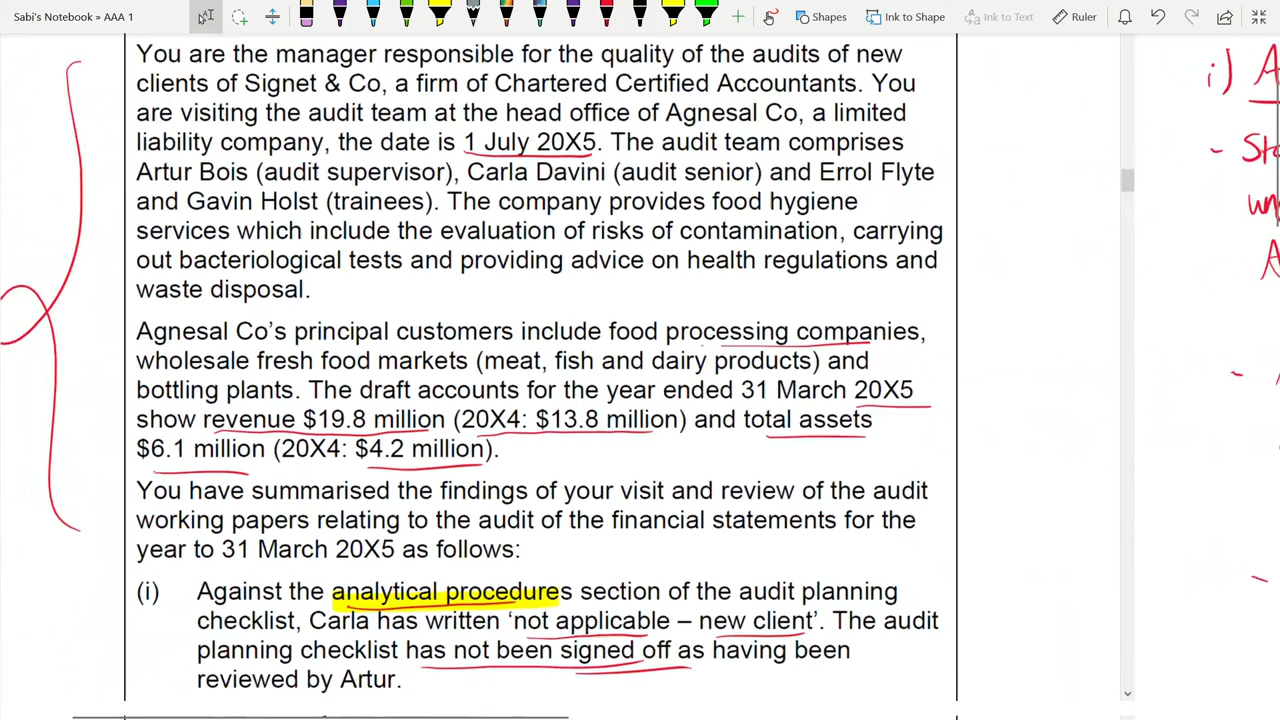 Sabi's Notebook » AAA 1
Shapes
Ink to Shape
Ink to Text
Ruler
You are the manager responsible for the quality of the audits of new
clients of Signet & Co, a firm of Chartered Certified Accountants. You
are visiting the audit team at the head office of Agnesal Co, a limited
liability company, the date is 1 July 20X5. The audit team comprises
Artur Bois (audit supervisor), Carla Davini (audit senior) and Errol Flyte
and Gavin Holst (trainees). The company provides food hygiene
services which include the evaluation of risks of contamination, carrying
out bacteriological tests and providing advice on health regulations and
waste disposal.
Agnesal Co's principal customers include food processing companies,
wholesale fresh food markets (meat, fish and dairy products) and
bottling plants. The draft accounts for the year ended 31 March 20X5
show revenue $19.8 million (20X4: $13.8 million) and total assets
$6.1 million (20X4: $4.2 million).
You have summarised the findings of your visit and review of the audit
working papers relating to the audit of the financial statements for the
year to 31 March 20X5 as follows:
(i) Against the analytical procedures section of the audit planning
checklist, Carla has written ‘not applicable – new client’. The audit
planning checklist has not been signed off as having been
reviewed by Artur.
i) A